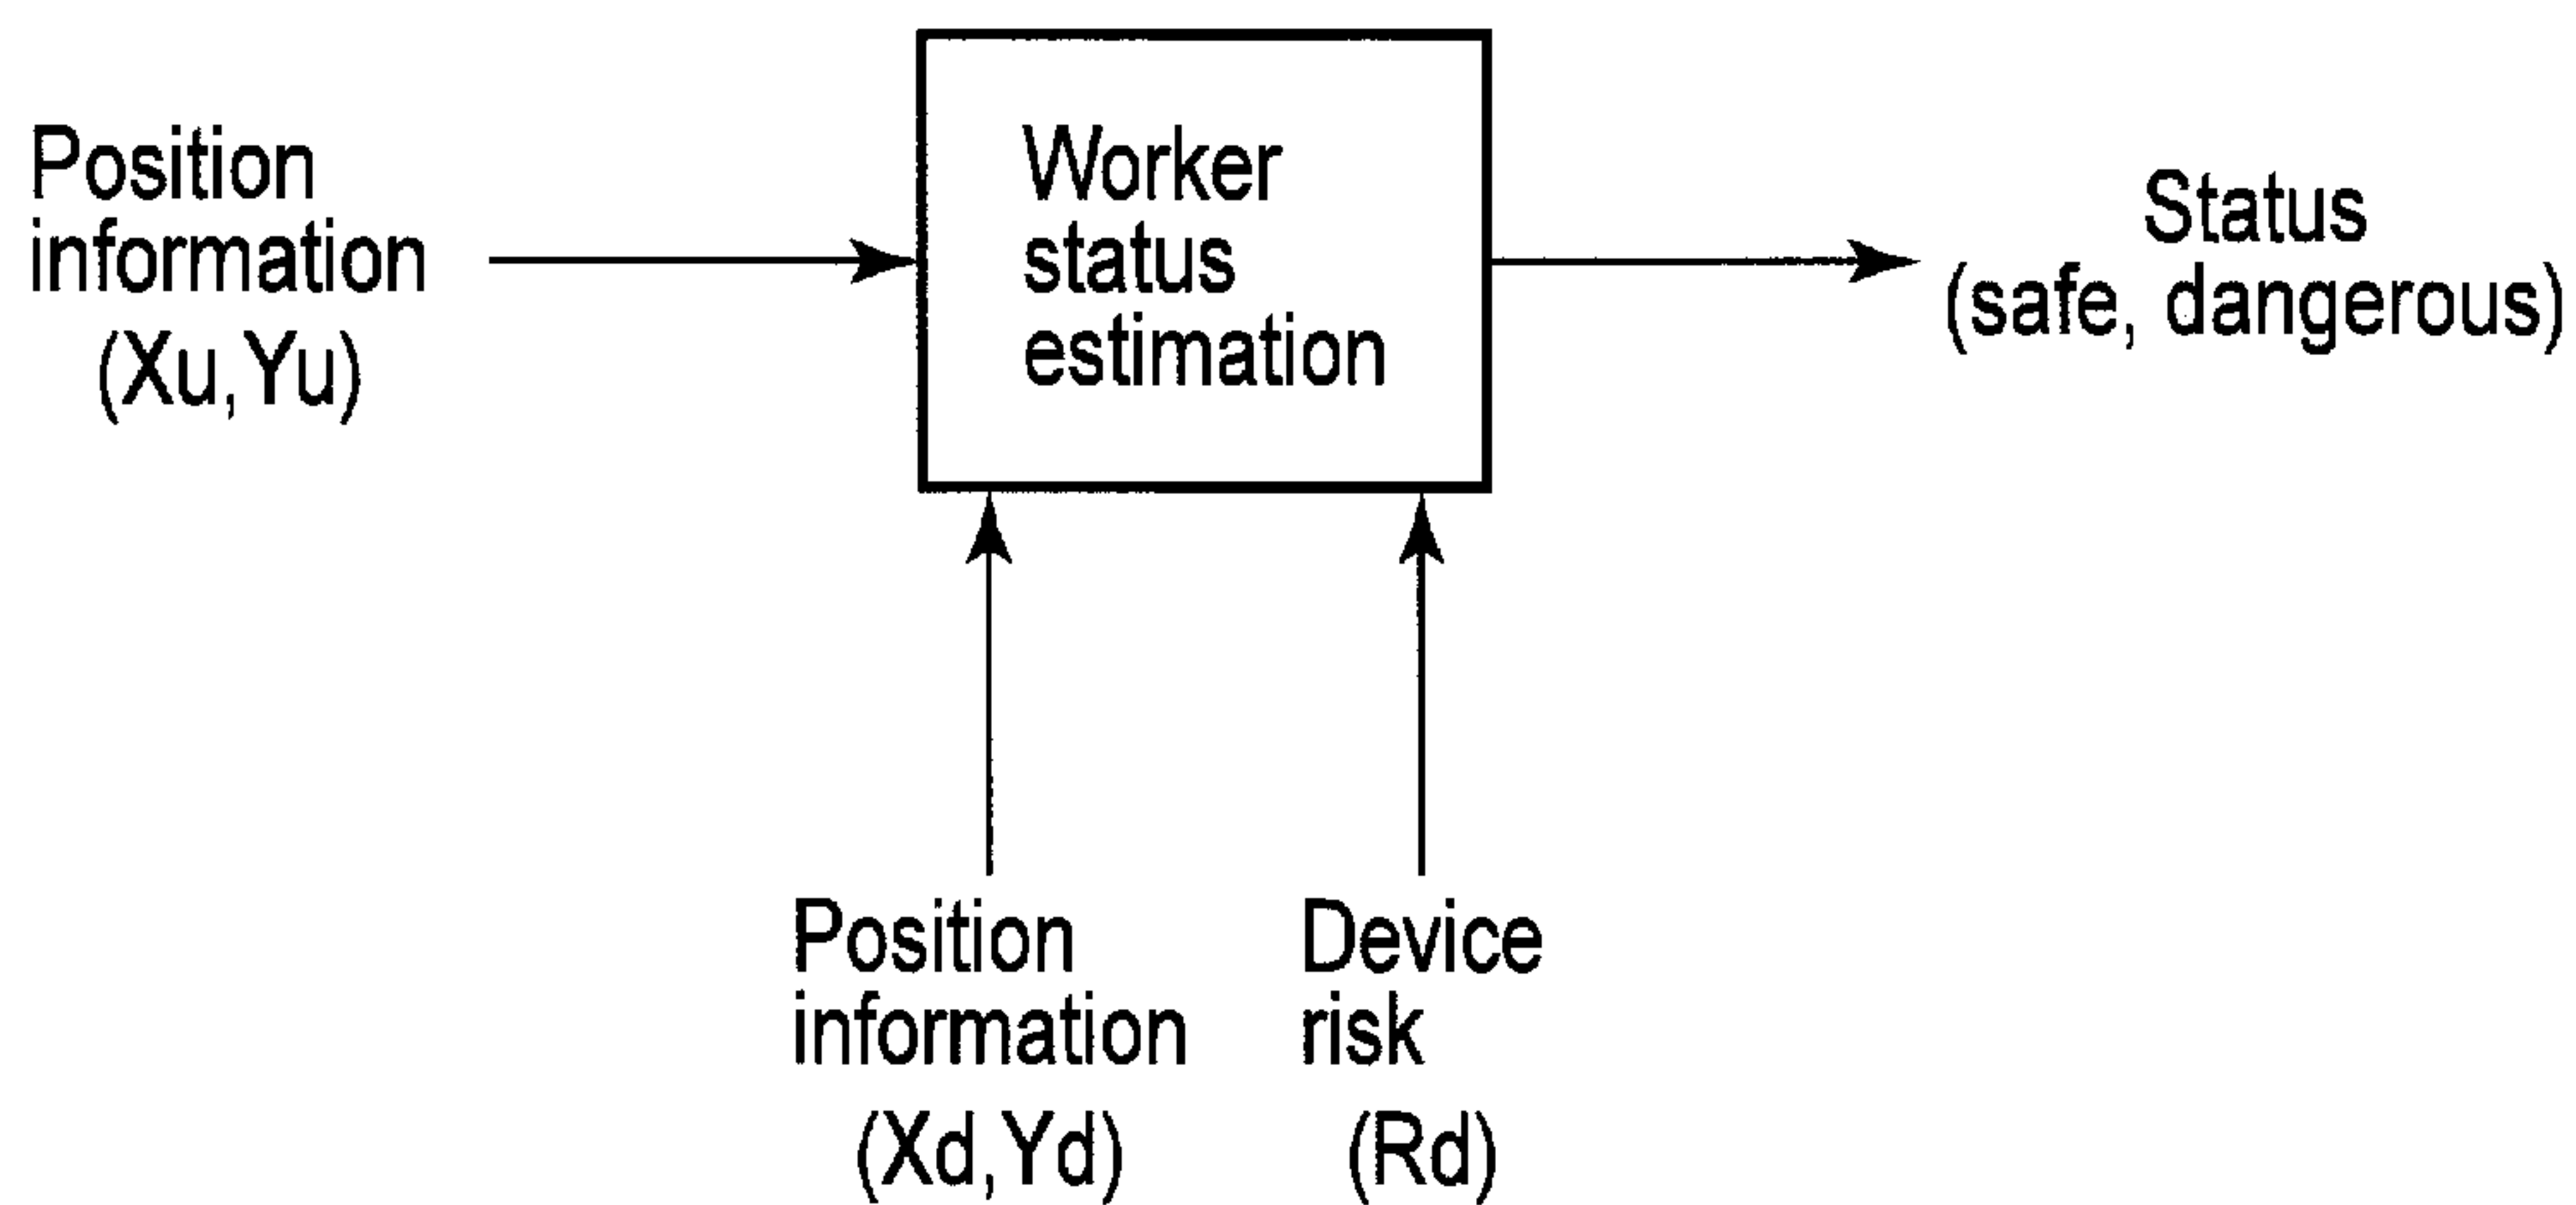 Position
information
(Xu,Yu)
Worker
status
estimation
Status
(safe, dangerous)
Position
information
(Xd,Yd)
Device
risk
(Rd)